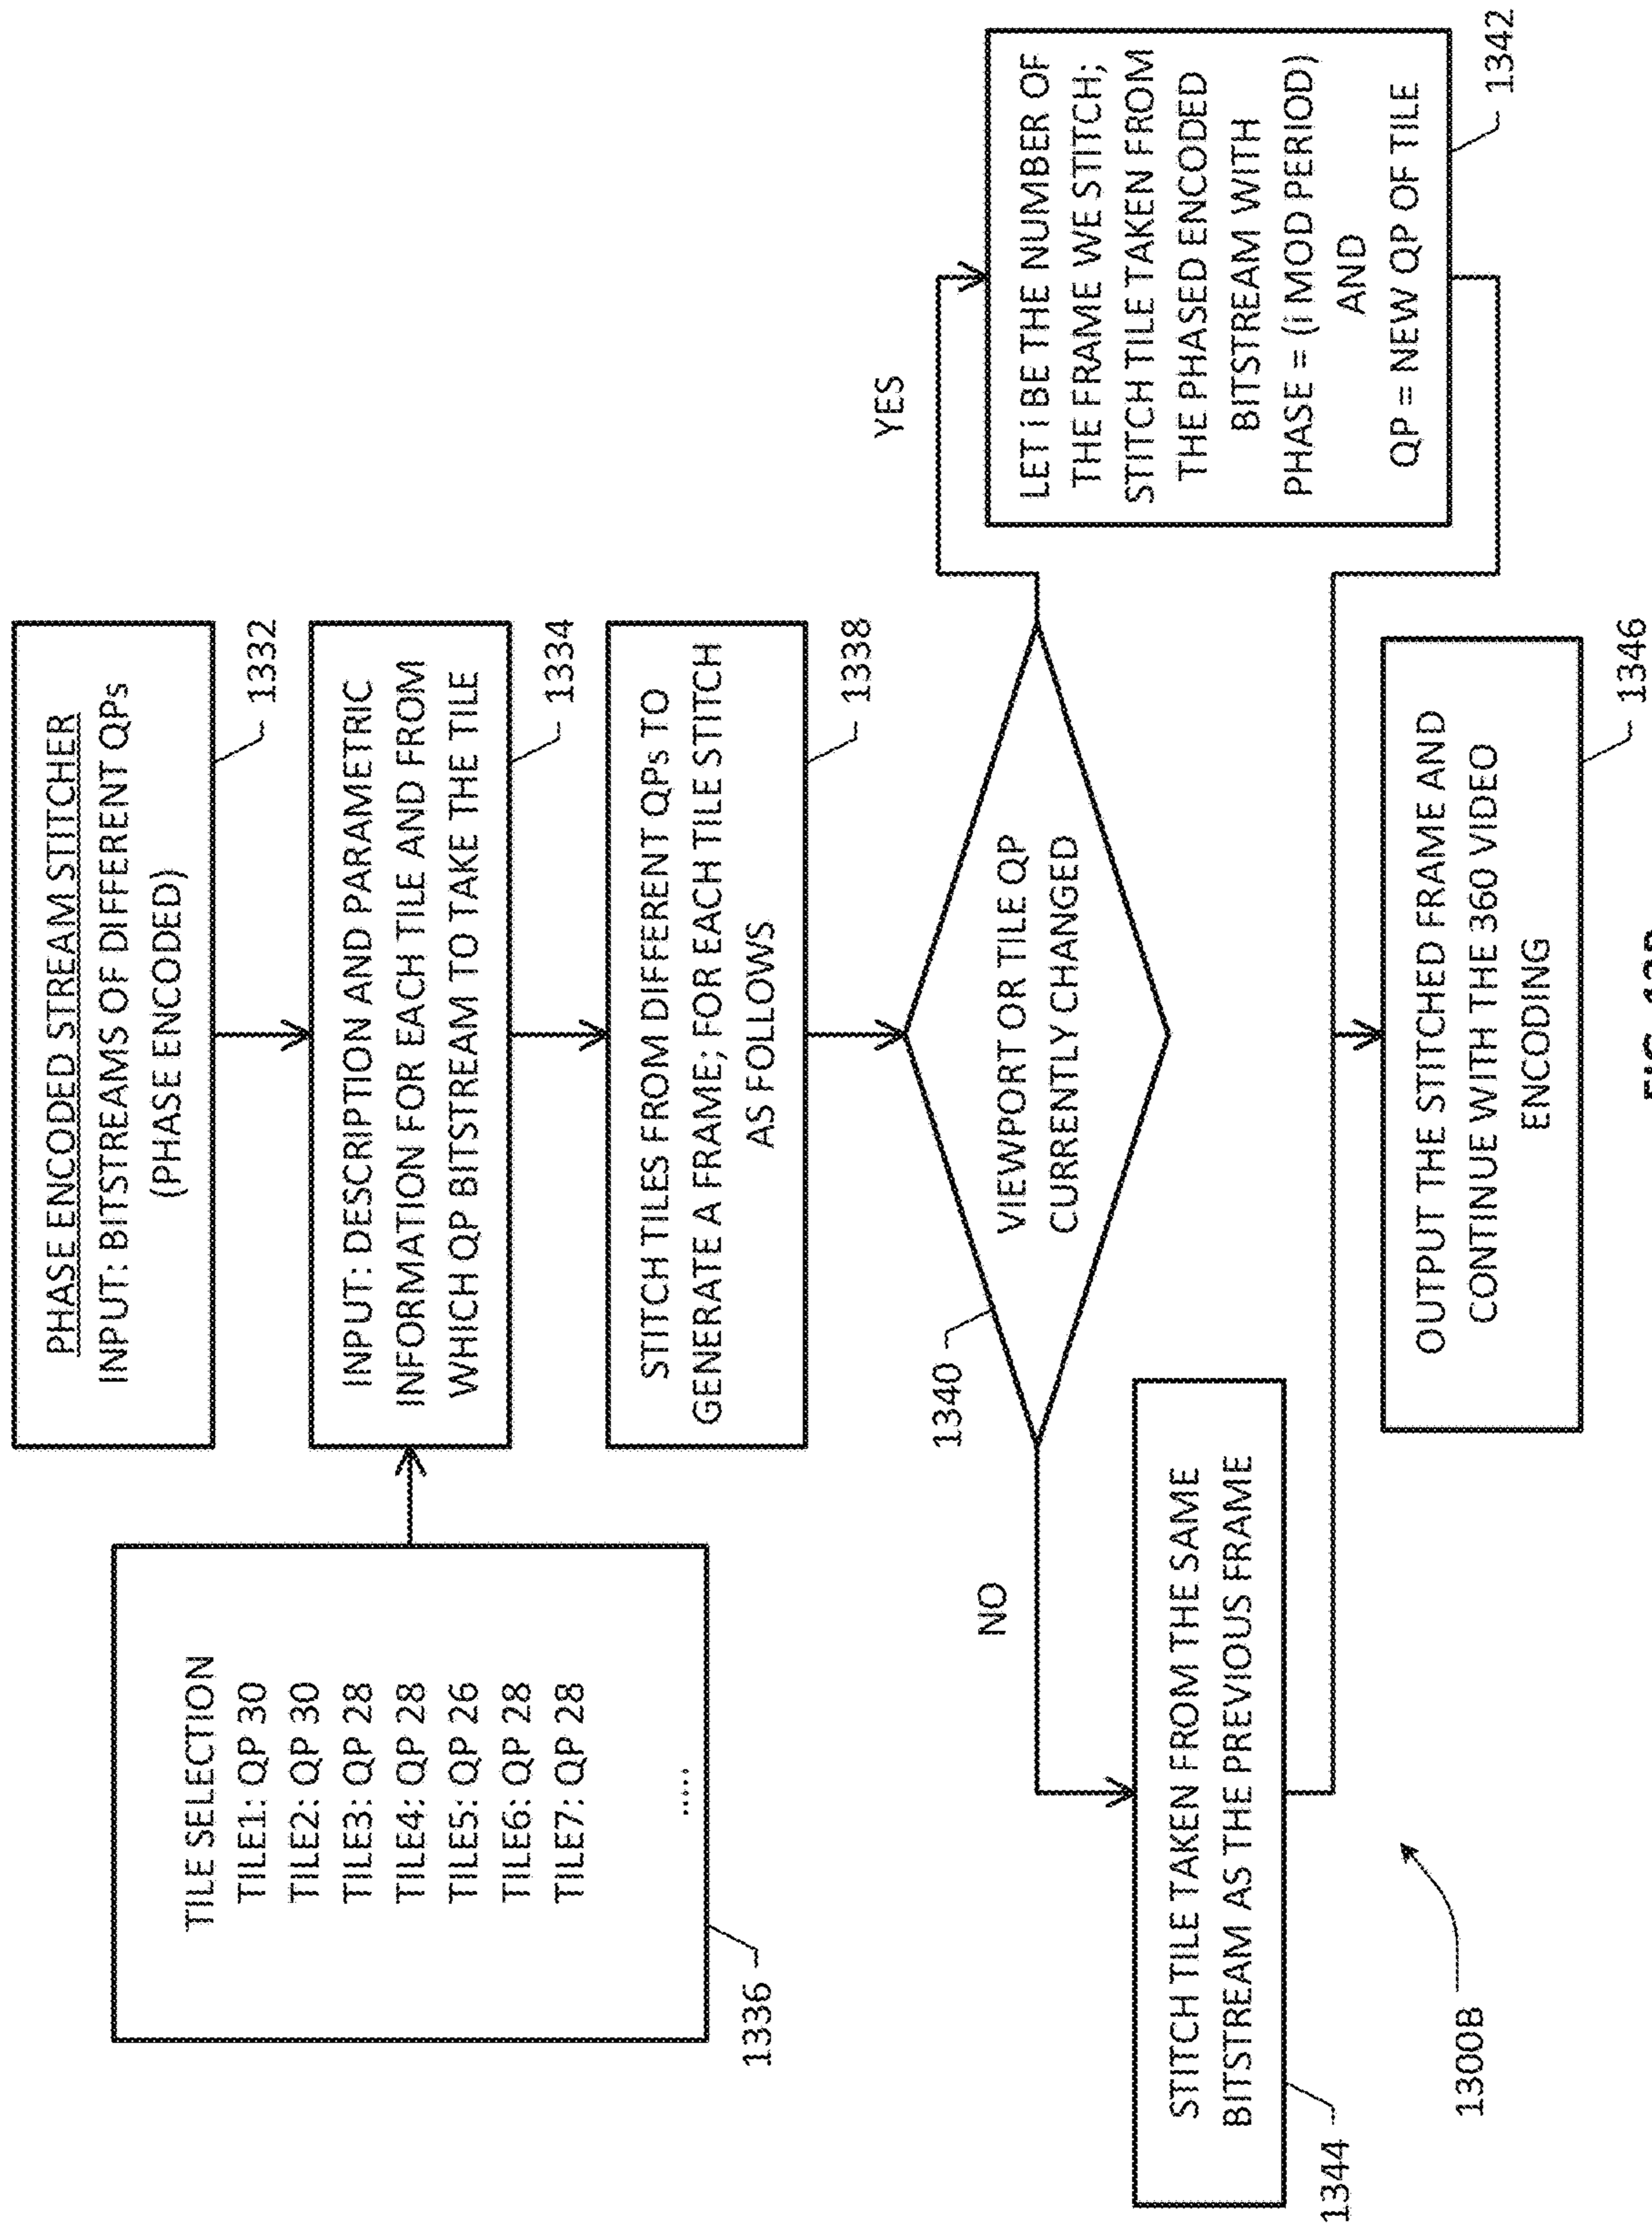 PHASE ENCODED STREAM STITCHER
INPUT: BITSTREAMS OF DIFFERENT QPs
(PHASE ENCODED)
1332
INPUT: DESCRIPTION AND PARAMETRIC
INFORMATION FOR EACH TILE AND FROM
WHICH QP BITSTREAM TO TAKE THE TILE
1334
TILE SELECTION
TILE1: QP 30
TILE2: QP 30
TILE3: QP 28
TILE4: QP 28
TILE5: QP 26
TILE6: QP 28
TILE7: QP 28
.....
1336
STITCH TILES FROM DIFFERENT QPs TO
GENERATE A FRAME; FOR EACH TILE STITCH
AS FOLLOWS
1338
VIEWPORT OR TILE QP
CURRENTLY CHANGED
1340
NO
YES
LET i BE THE NUMBER OF
THE FRAME WE STITCH;
STITCH TILE TAKEN FROM
THE PHASED ENCODED
BITSTREAM WITH
PHASE = (i MOD PERIOD)
AND
QP = NEW QP OF TILE
1342
STITCH TILE TAKEN FROM THE SAME
BITSTREAM AS THE PREVIOUS FRAME
1344
OUTPUT THE STITCHED FRAME AND
CONTINUE WITH THE 360 VIDEO
ENCODING
1346
1300B